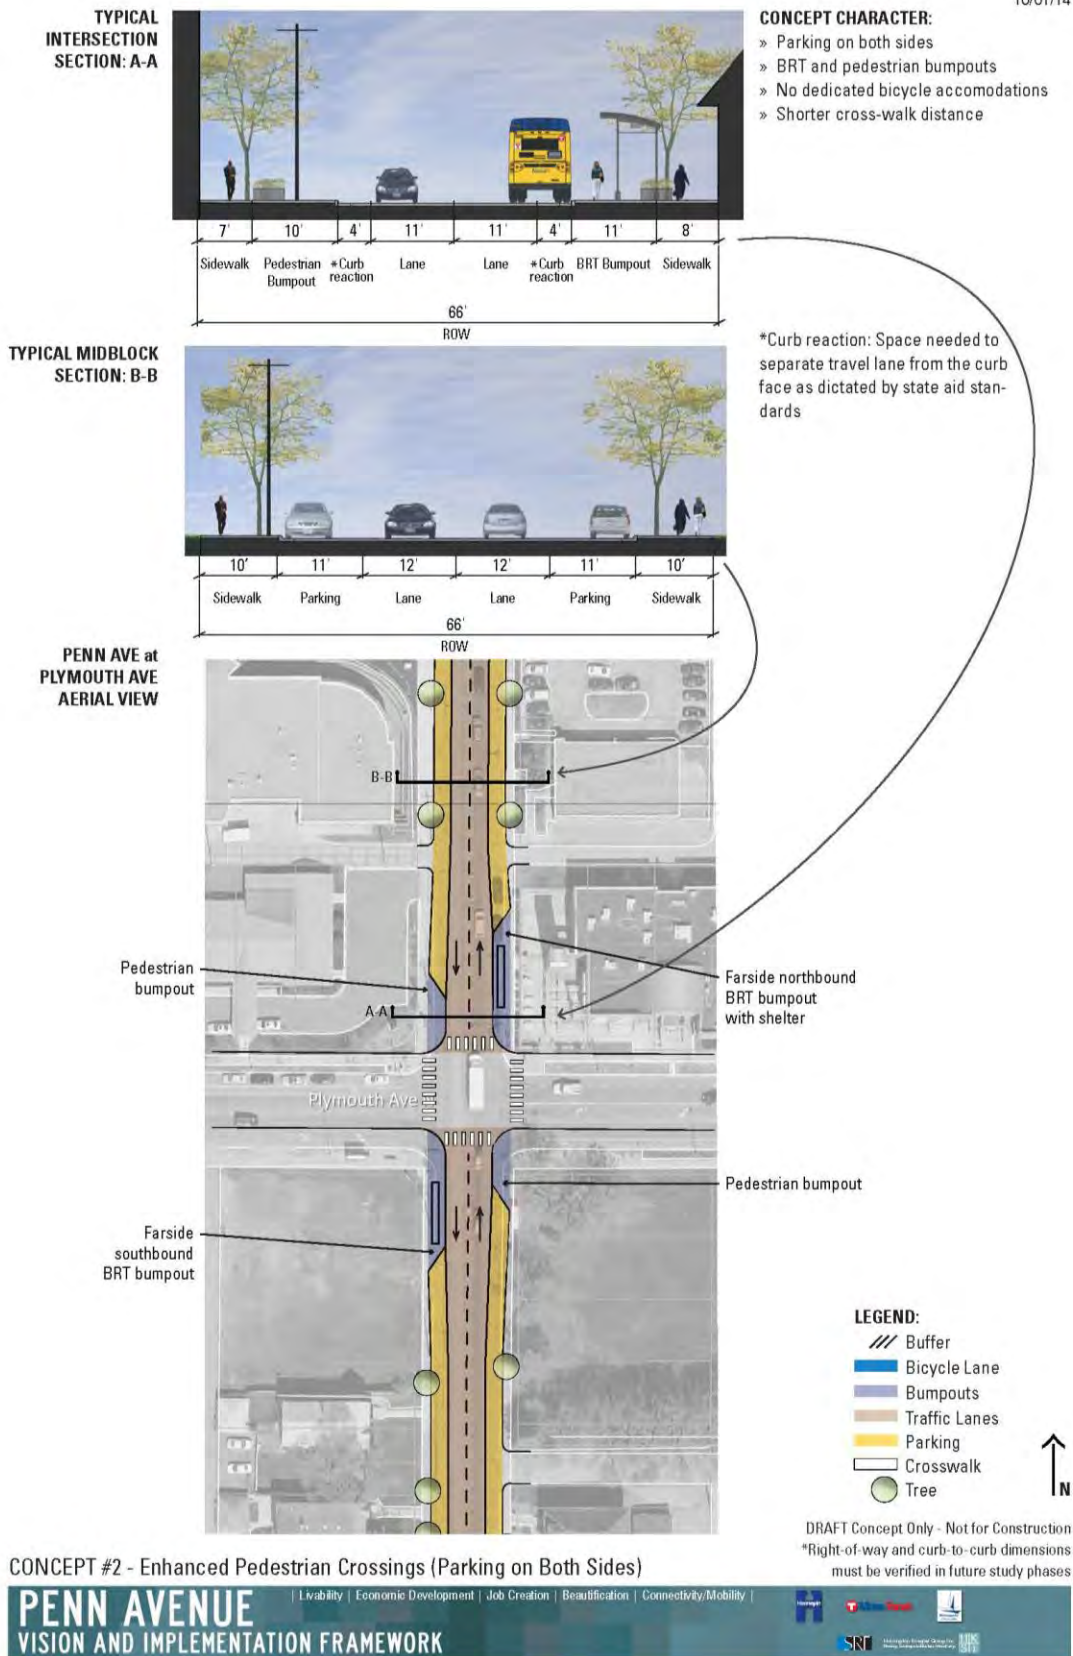 10/01/14
TYPICAL
INTERSECTION
SECTION: A-A
CONCEPT CHARACTER:
» Parking on both sides
» BRT and pedestrian bumpouts
» No dedicated bicycle accomodations
» Shorter cross-walk distance
7' 10' 4' 11' 11' 4' 11' 8'
Sidewalk Pedestrian *Curb Lane Lane *Curb BRT Bumpout Sidewalk
Bumpout reaction reaction
66'
ROW
TYPICAL MIDBLOCK
SECTION: B-B
*Curb reaction: Space needed to
separate travel lane from the curb
face as dictated by state aid stan-
dards
10' 11' 12' 12' 11' 10'
Sidewalk Parking Lane Lane Parking Sidewalk
66'
ROW
PENN AVE at
PLYMOUTH AVE
AERIAL VIEW
B-B
Pedestrian
bumpout
Farside northbound
BRT bumpout
with shelter
A-A
Plymouth Ave
Pedestrian bumpout
Farside
southbound
BRT bumpout
LEGEND:
Buffer
Bicycle Lane
Bumpouts
Traffic Lanes
Parking
Crosswalk
Tree
N
DRAFT Concept Only - Not for Construction
*Right-of-way and curb-to-curb dimensions
must be verified in future study phases
CONCEPT #2 - Enhanced Pedestrian Crossings (Parking on Both Sides)
PENN AVENUE
| Livability | Economic Development | Job Creation | Beautification | Connectivity/Mobility |
VISION AND IMPLEMENTATION FRAMEWORK
SRF